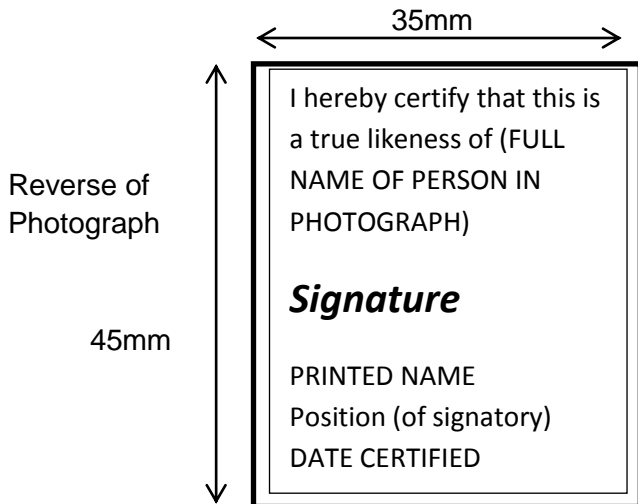 35mm
I hereby certify that this is
a true likeness of (FULL
NAME OF PERSON IN
PHOTOGRAPH)
Reverse of
Photograph
Signature
45mm
PRINTED NAME
Position (of signatory)
DATE CERTIFIED